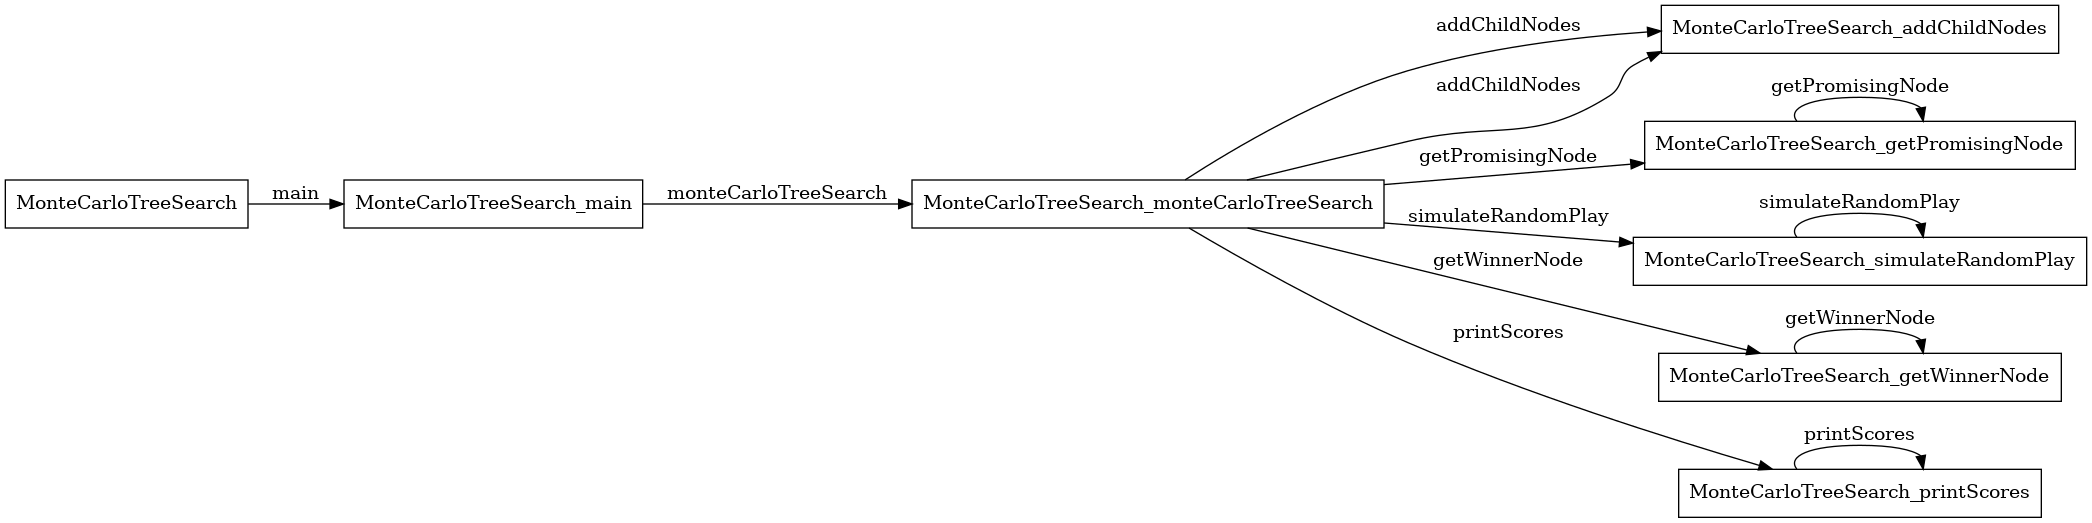 addChildNodes
MonteCarloTreeSearch_addChildNodes
addChildNodes
getPromisingNode
getPromisingNode
MonteCarloTreeSearch_getPromisingNode
MonteCarloTreeSearch
main
MonteCarloTreeSearch_main
monteCarloTreeSearch
MonteCarloTreeSearch_monteCarloTreeSearch
simulateRandomPlay
simulateRandomPlay
MonteCarloTreeSearch_simulateRandomPlay
getWinnerNode
getWinnerNode
MonteCarloTreeSearch_getWinnerNode
printScores
printScores
MonteCarloTreeSearch_printScores